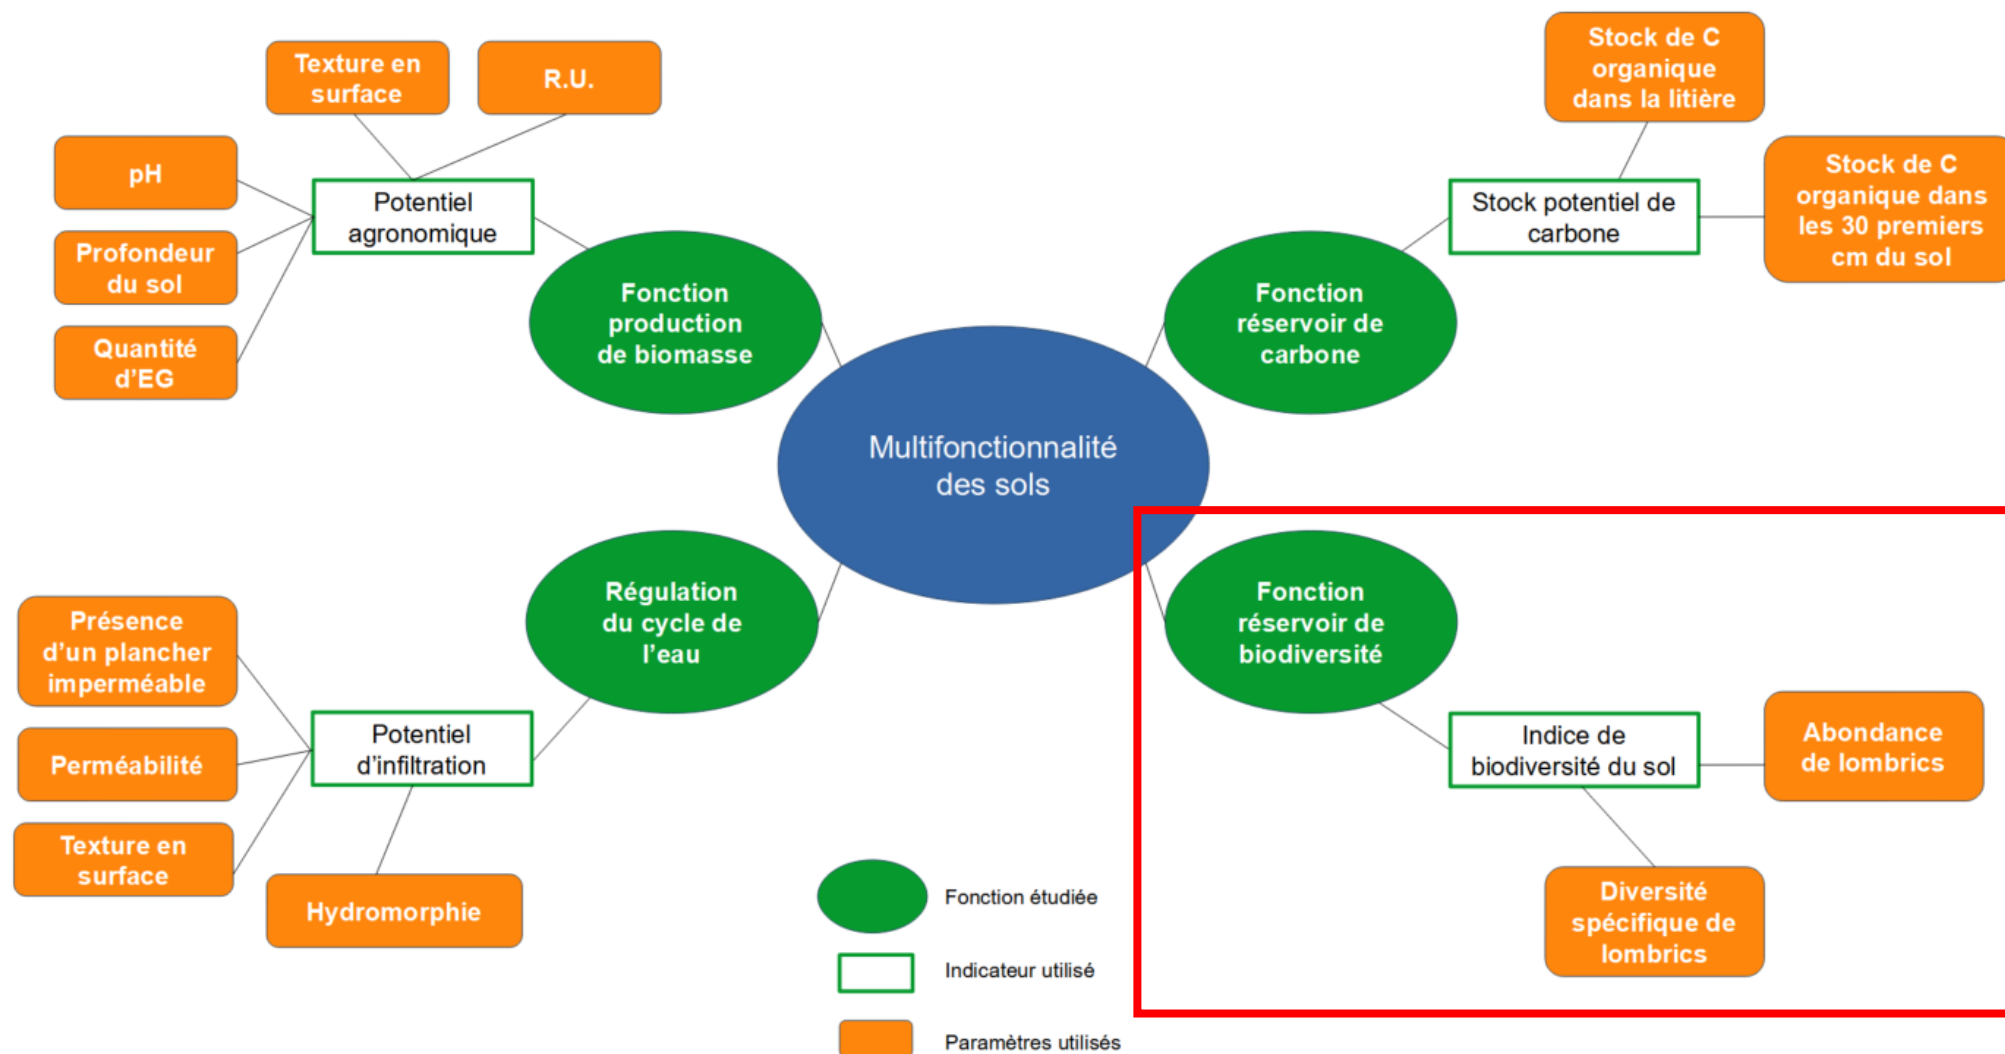 Texture en
surface
R.U.
pH
Profondeur
du sol
Quantité
d'EG
Potentiel
agronomique
Fonction
production
de biomasse
Stock de C
organique
dans la litière
Stock de C
organique dans
les 30 premiers
cm du sol
Stock potentiel de
carbone
Fonction
réservoir de
carbone
Multifonctionnalité
des sols
Présence
d'un plancher
imperméable
Perméabilité
Texture en
surface
Hydromorphie
Potentiel
d'infiltration
Régulation
du cycle de
l'eau
Fonction
réservoir de
biodiversité
Indice de
biodiversité du sol
Abondance
de lombrics
Diversité
spécifique de
lombrics
Fonction étudiée
Indicateur utilisé
Paramètres utilisés